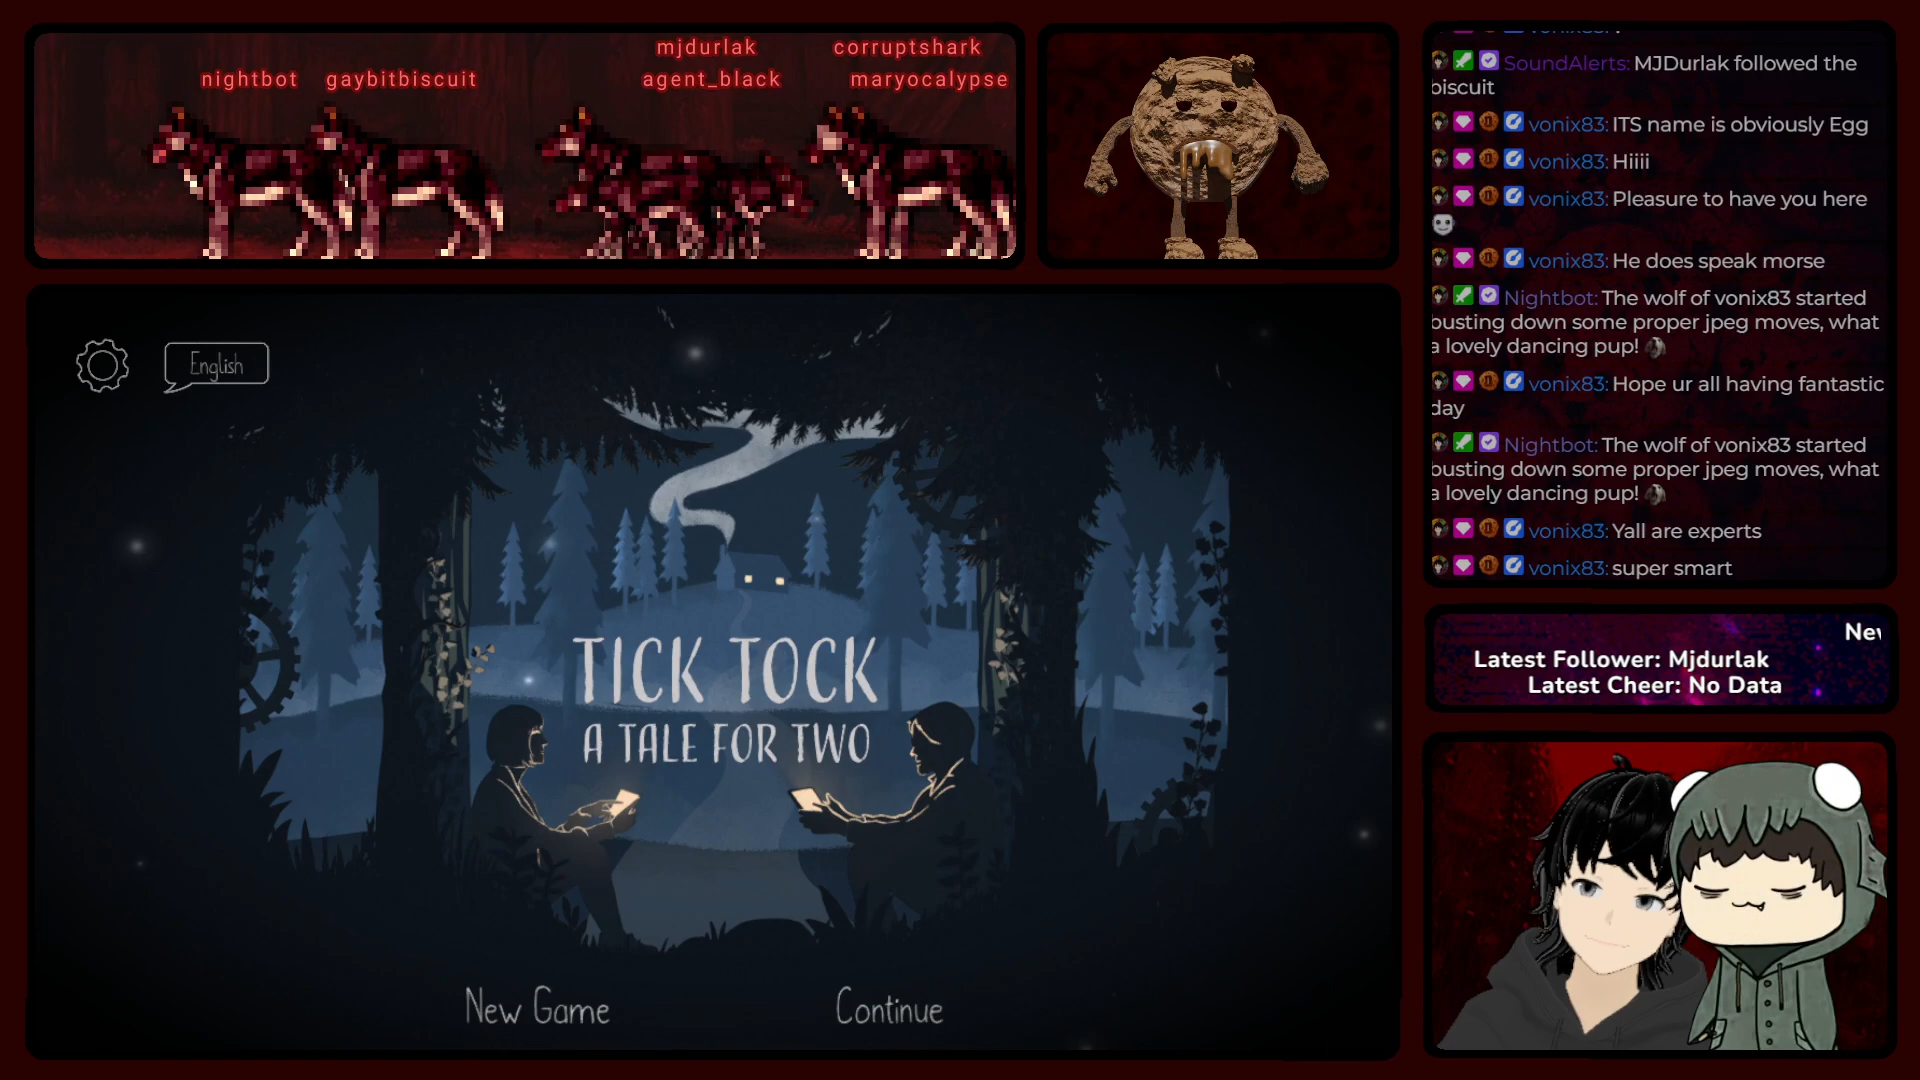 mjdurlak corruptshark
nightbot gaybitbiscuit agent_black maryocalypse
SoundAlerts: MJDurlak followed the
biscuit
vonix83: ITS name is obviously Egg
vonix83: Hiiii
vonix83: Pleasure to have you here
vonix83: He does speak morse
Nightbot: The wolf of vonix83 started
busting down some proper jpeg moves, what
a lovely dancing pup!
vonix83: Hope ur all having fantastic
day
Nightbot: The wolf of vonix83 started
busting down some proper jpeg moves, what
a lovely dancing pup!
vonix83: Yall are experts
vonix83: super smart
English
TICK TOCK
A TALE FOR TWO
New Game Continue
Latest Follower: Mjdurlak
Latest Cheer: No Data